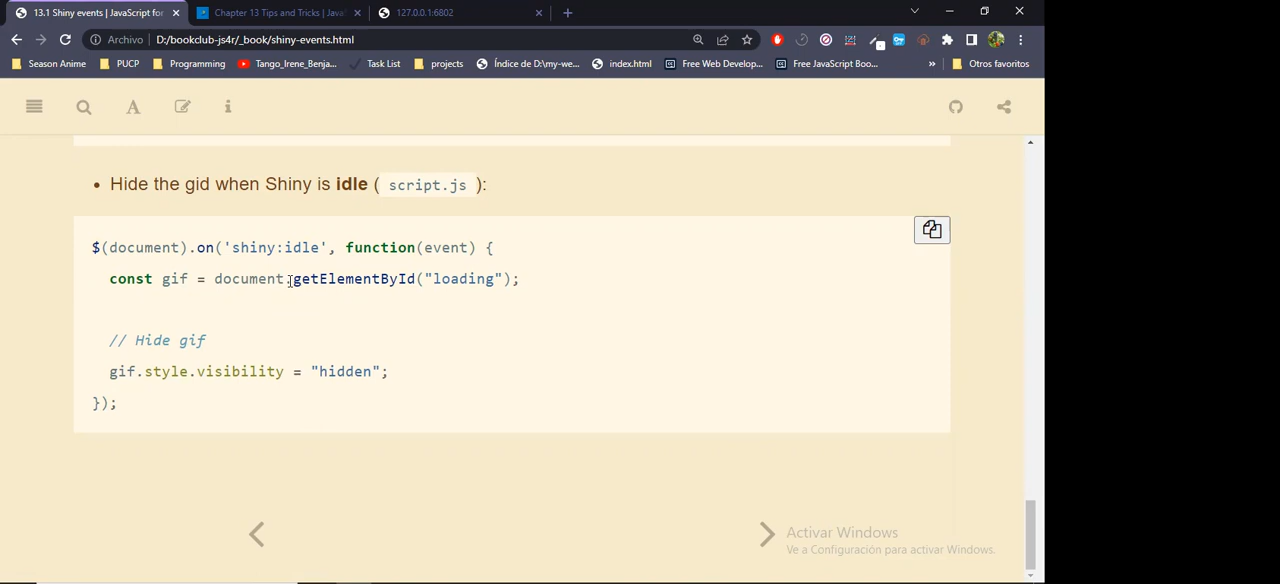 13.1 Shiny events | JavaScript for
Chapter 13 Tips and Tricks | Java
127.0.0.1:6802
Archivo
D:/bookclub-js4r/_book/shiny-events.html
Season Anime
PUCP
Programming
Tango_Irene_Benja...
Task List
projects
Índice de D:\my-we...
index.html
Free Web Develop...
Free JavaScript Boo...
»
Otros favoritos
• Hide the gid when Shiny is idle ( script.js ):
$(document).on('shiny:idle', function(event) {
const gif = document.getElementById("loading");
// Hide gif
gif.style.visibility = "hidden";
});
Activar Windows
Ve a Configuración para activar Windows.